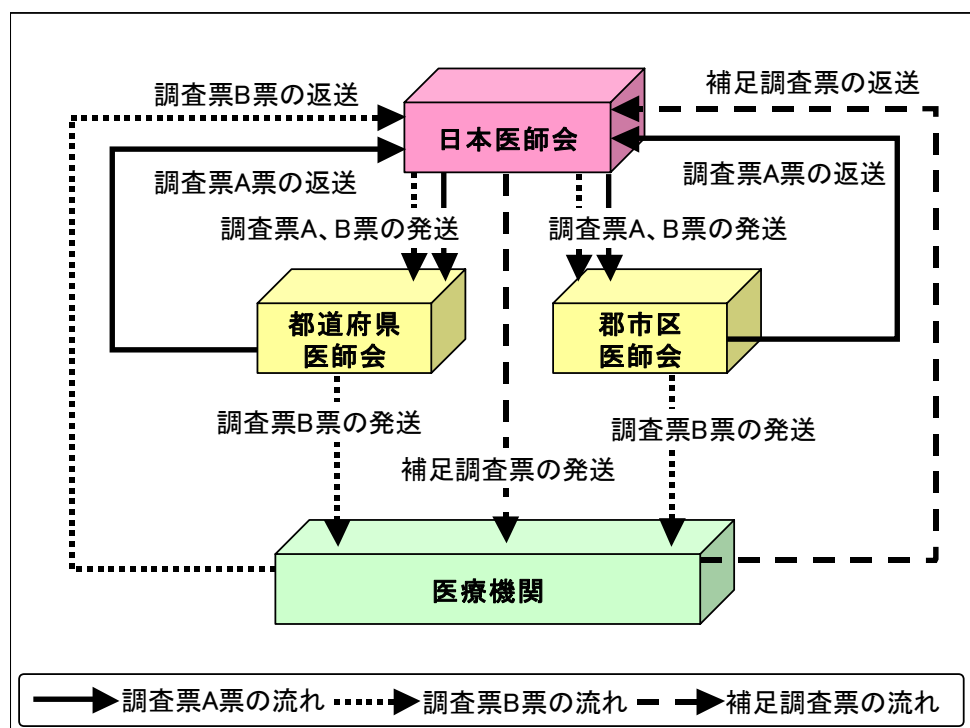 調査票B票の返送
補足調査票の返送
日本医師会
調査票A票の返送
調査票A票の返送
調査票A、B票の発送
調査票A、B票の発送
都道府県
医師会
郡市区
医師会
調査票B票の発送
調査票B票の発送
補足調査票の発送
医療機関
調査票A票の流れ
調査票B票の流れ
補足調査票の流れ